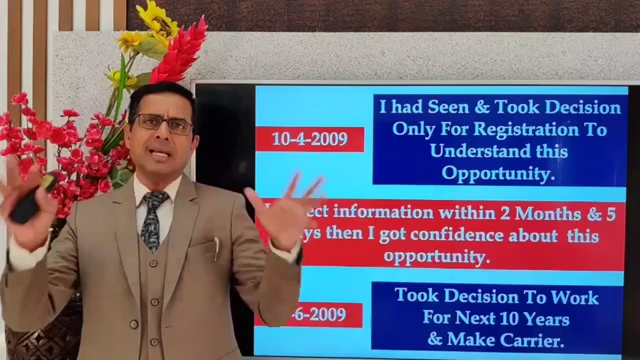 10-4-2009
I had Seen & Took Decision
Only For Registration To
Understand this
Opportunity.
information within 2 Months & 5
then I got confidence about this
opportunity.
-6-2009
Took Decision To Work
For Next 10 Years
& Make Carrier.